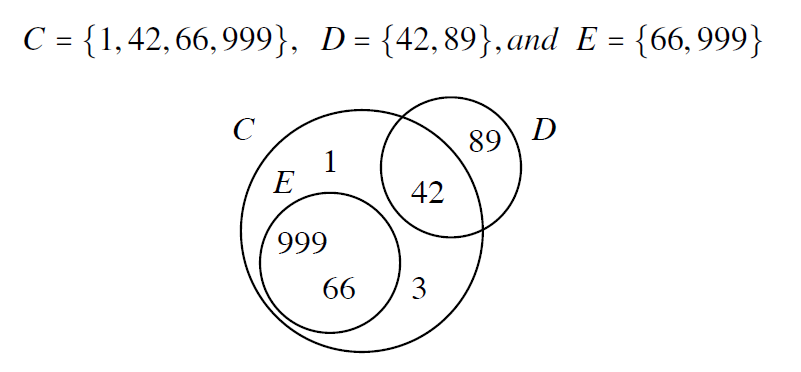 C = {1, 42, 66, 999}, D = {42, 89}, and E = {66, 999}
C
89 D
1
E 42
999
66 3